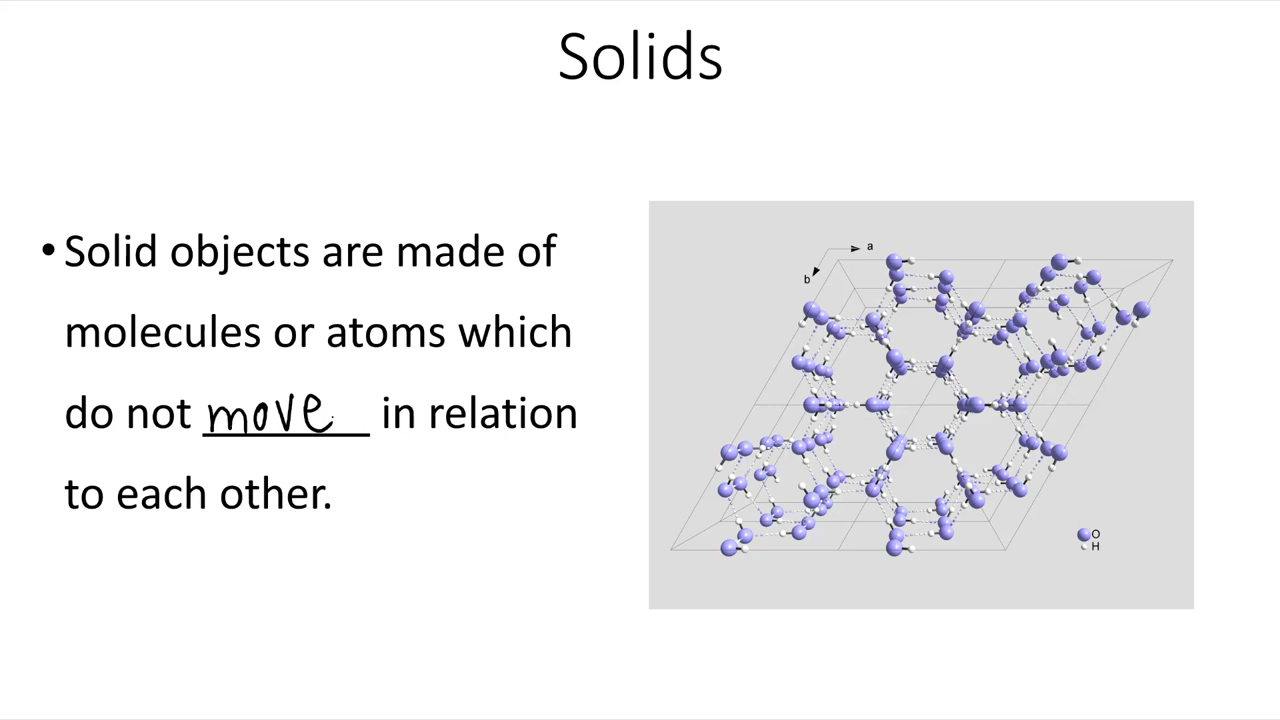 Solids
• Solid objects are made of
molecules or atoms which
do not move in relation
to each other.
a
b
O
H